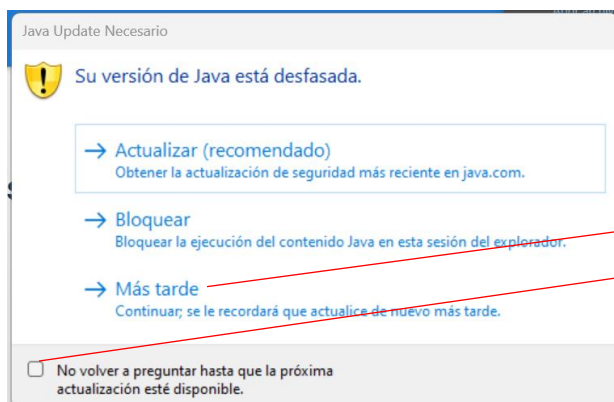 Java Update Necesario
Su versión de Java está desfasada.
Actualizar (recomendado)
Obtener la actualización de seguridad más reciente en java.com.
Bloquear
Bloquear la ejecución del contenido Java en esta sesión del explorador.
Más tarde
Continuar; se le recordará que actualice de nuevo más tarde.
No volver a preguntar hasta que la próxima
actualización esté disponible.